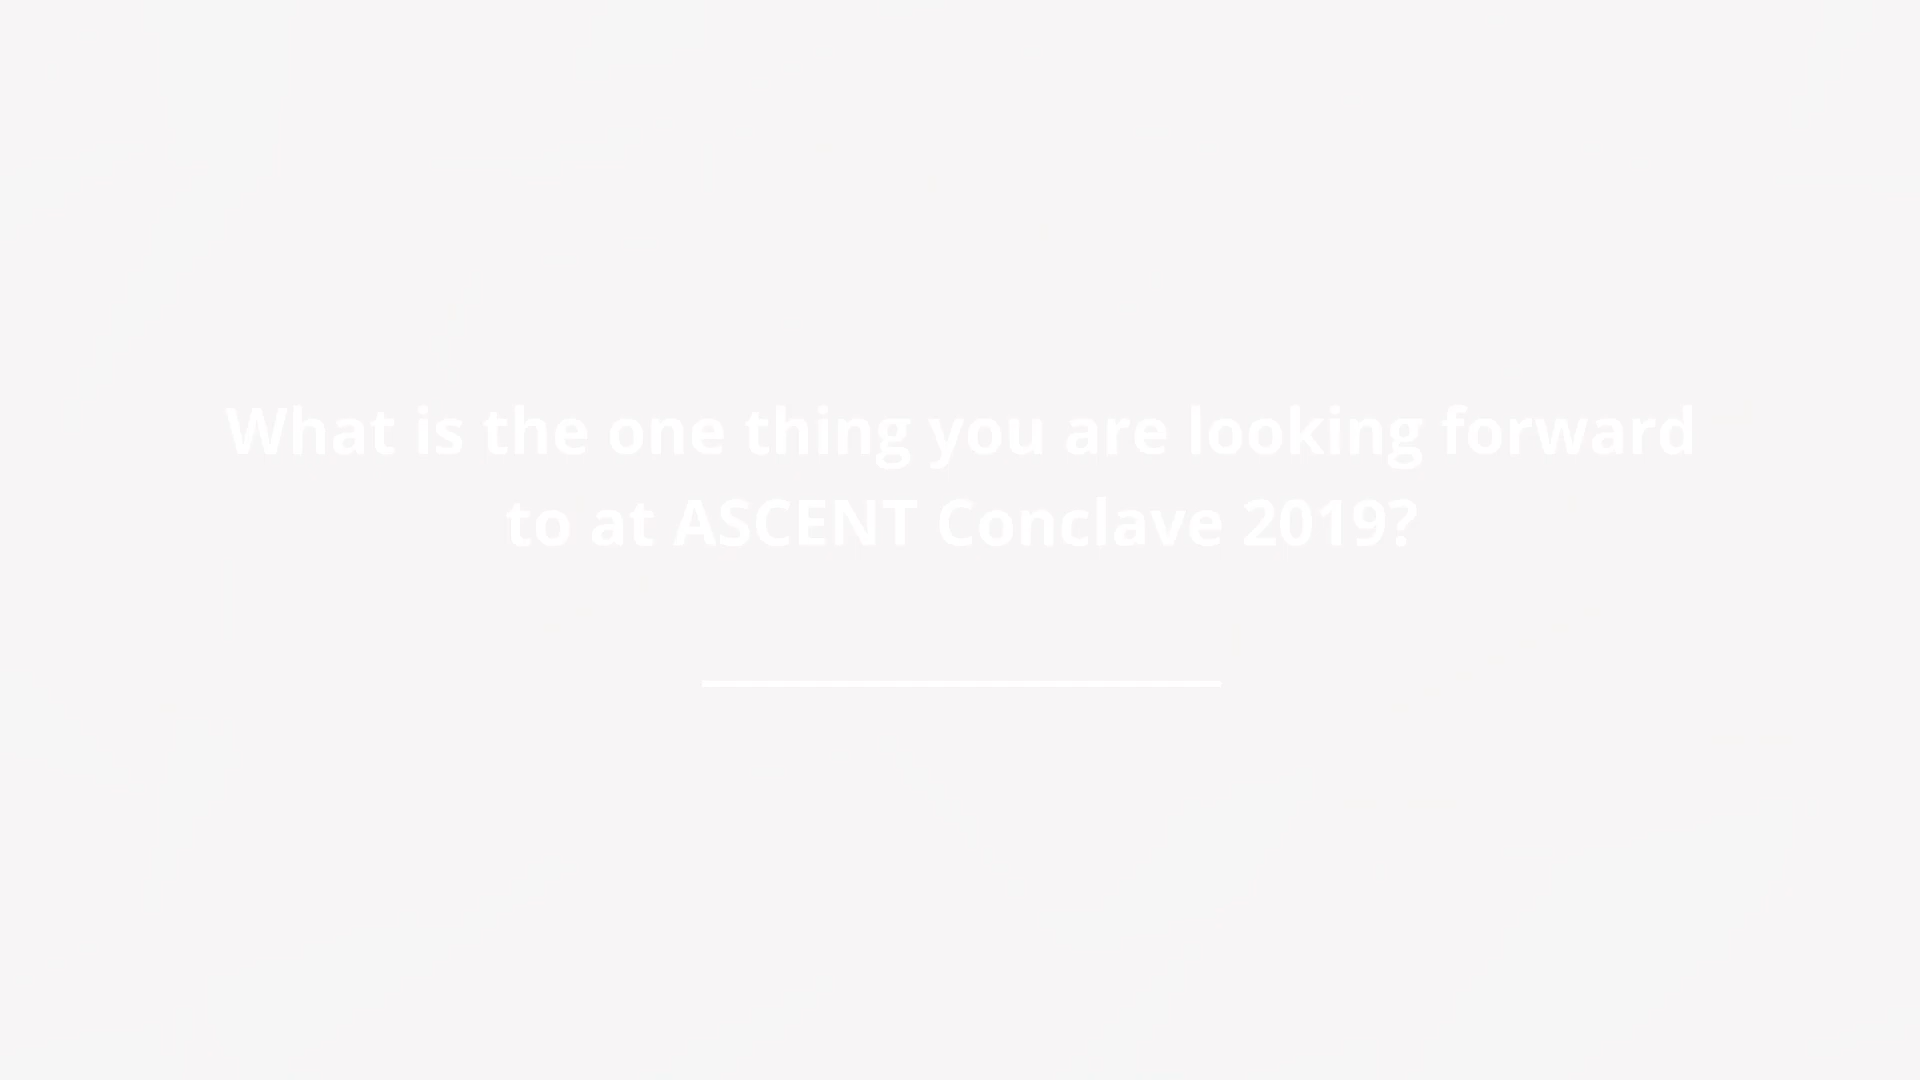 What is the one thing you are looking forward
to at ASCENT Conclave 2019?